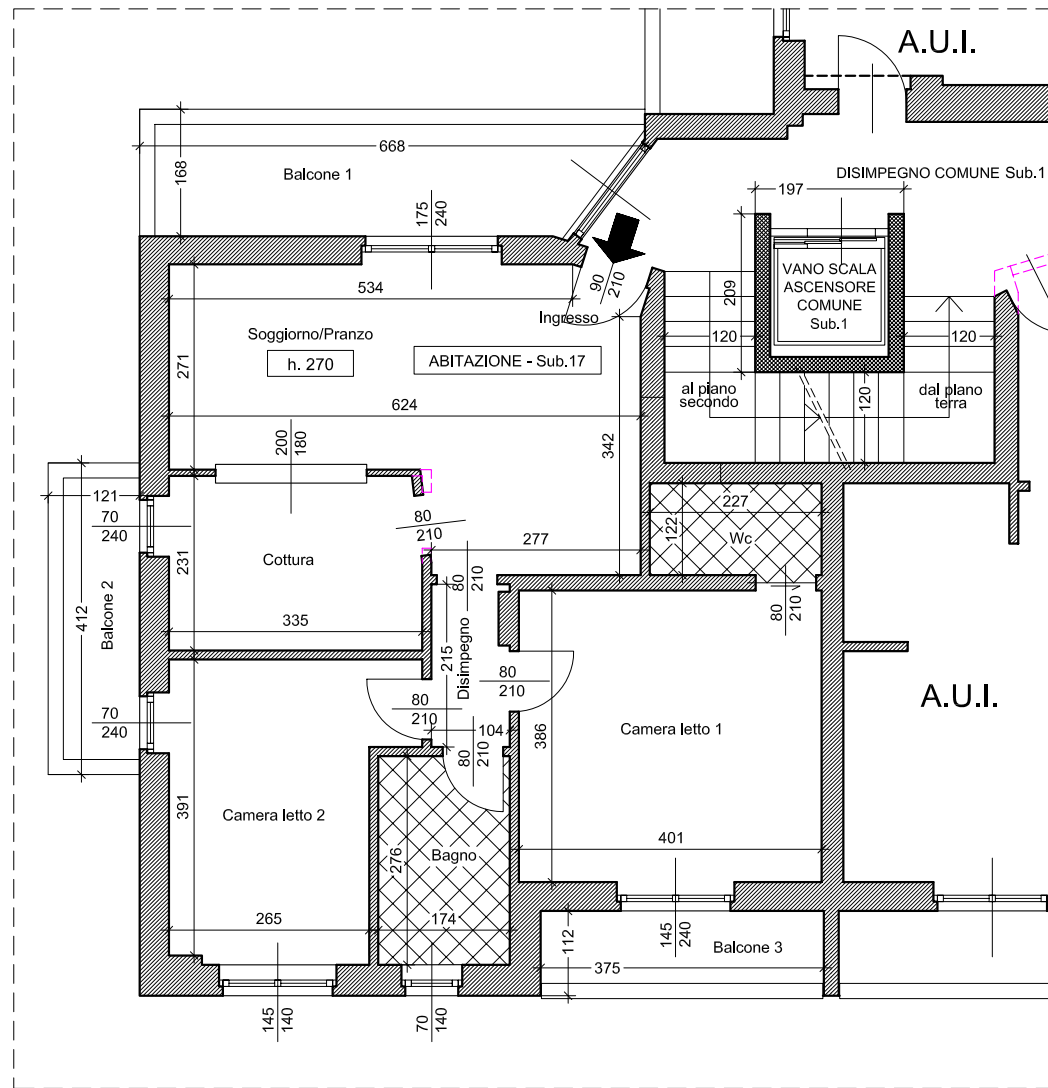 A.U.I.
668
Balcone 1
168
DISIMPEGNO COMUNE Sub.1
197
175
240
534
90
210
VANO SCALA
ASCENSORE
COMUNE
Sub.1
209
Ingresso
Soggiorno/Pranzo
h. 270
ABITAZIONE - Sub.17
271
120
120
al piano
secondo
dal plano
terra
120
624
342
200
180
121
70
240
231
Cottura
80
210
277
227
122
Wc
80
210
80
210
412
Balcone 2
335
215
Disimpegno
80
210
386
Camera letto 1
A.U.I.
70
240
80
210
104
80
210
391
Camera letto 2
276
Bagno
401
265
174
145
240
112
Balcone 3
375
145
140
70
140